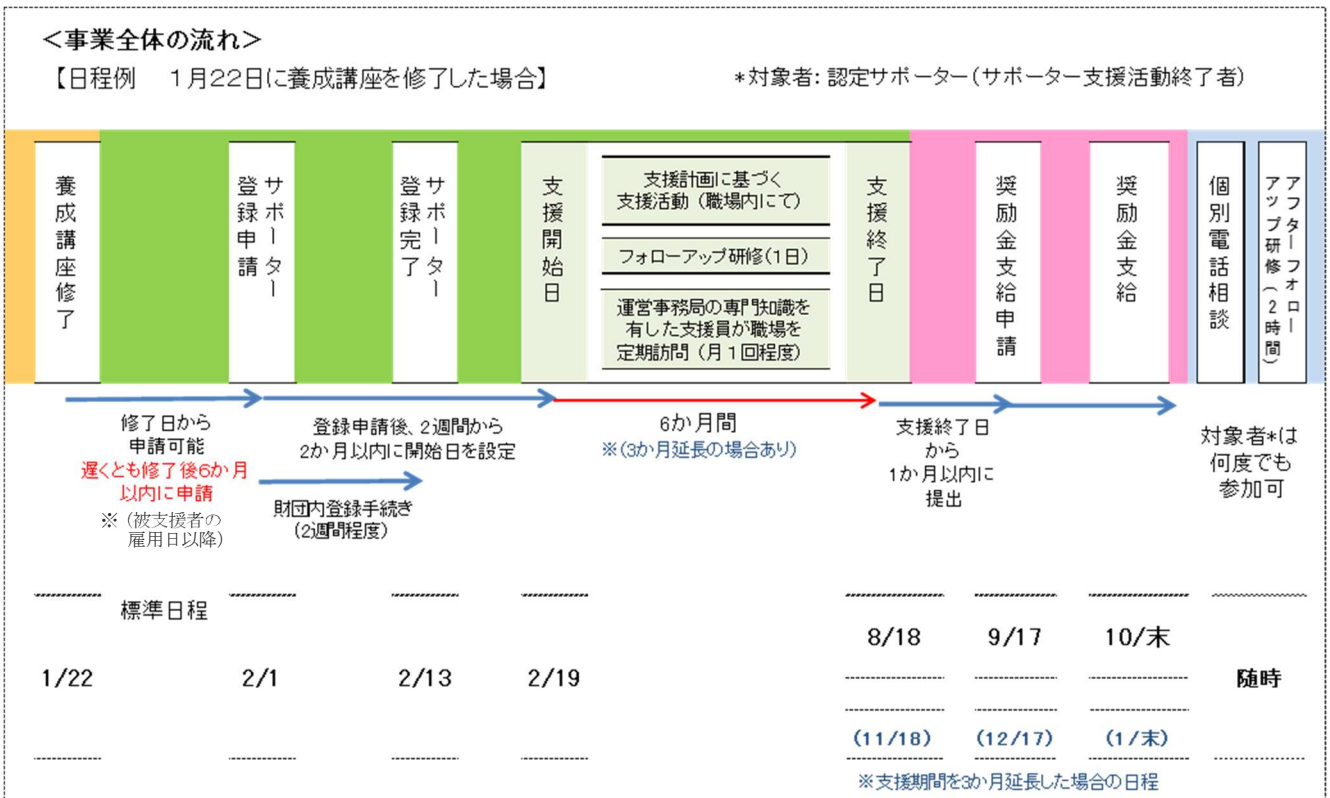 ＜事業全体の流れ＞
【日程例　１月２２日に養成講座を修了した場合】
*対象者：認定サポーター（サポーター支援活動終了者）
養成講座修了
サポーター
登録申請
サポーター
登録完了
支援開始日
支援計画に基づく
支援活動（職場内にて）
フォローアップ研修(１日)
運営事務局の専門知識を
有した支援員が職場を
定期訪問（月１回程度）
支援終了日
奨励金支給申請
奨励金支給
個別電話相談
アフターフォロー
アップ研修（２時間）
修了日から
申請可能
遅くとも修了後6か月
以内に申請
※（被支援者の
雇用日以降）
登録申請後、2週間から
2か月以内に開始日を設定
財団内登録手続き
(2週間程度)
6か月間
※(3か月延長の場合あり)
支援終了日
から
1か月以内に
提出
対象者*は
何度でも
参加可
標準日程
1/22
2/1
2/13
2/19
8/18
9/17
10/末
随時
(11/18)
(12/17)
(1/末)
※支援期間を3か月延長した場合の日程